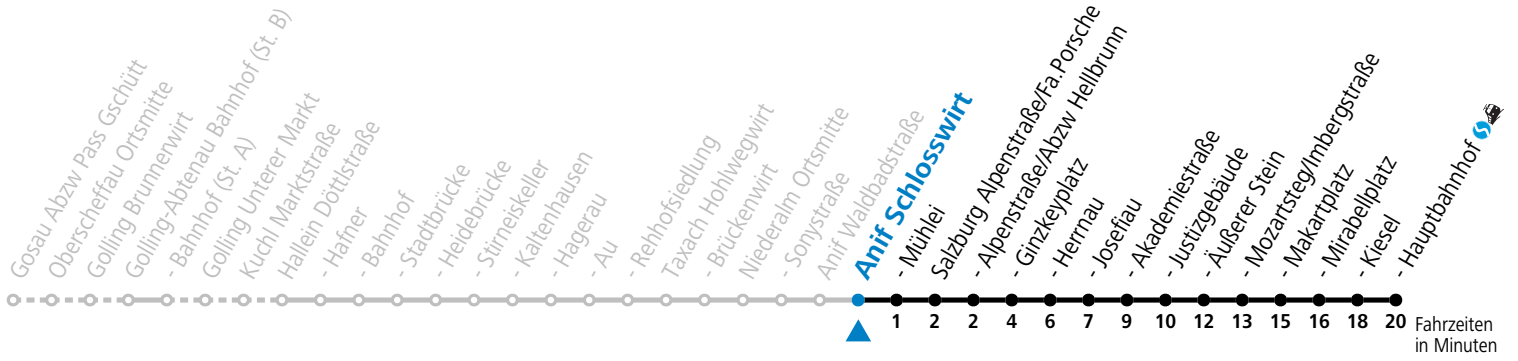 Gosau Abzw Pass Gschütt
Oberscheffau Ortsmitte
Golling Brunnerwirt
Golling-Abtenau Bahnhof (St. B)
Bahnhof (St. A)
Golling Unterer Markt
Kuchl Marktstraße
Hallein Döttlstraße
- Hafner
- Bahnhof
- Stadtbrücke
- Heidebrücke
- Stirneiskeller
- Kaltenhausen
- Hagerau
- Au
- Rehhofsiedlung
Taxach Hohlwegwirt
- Brückenwirt
Niederalm Ortsmitte
- Sonystraße
Anif Waldbadstraße
Anif Schlosswirt
- Mühlei
Salzburg Alpenstraße/Fa.Porsche
- Alpenstraße/Abzw Hellbrunn
- Ginzkeyplatz
- Herrnau
- Josefiau
- Akademiestraße
- Justizgebäude
- Äußerer Stein
- Mozartsteg/Imbergstraße
- Makartplatz
- Mirabellplatz
- Kiesel
- Hauptbahnhof
1 2 2 4 6 7 9 10 12 13 15 16 18 20 Fahrzeiten
in Minuten